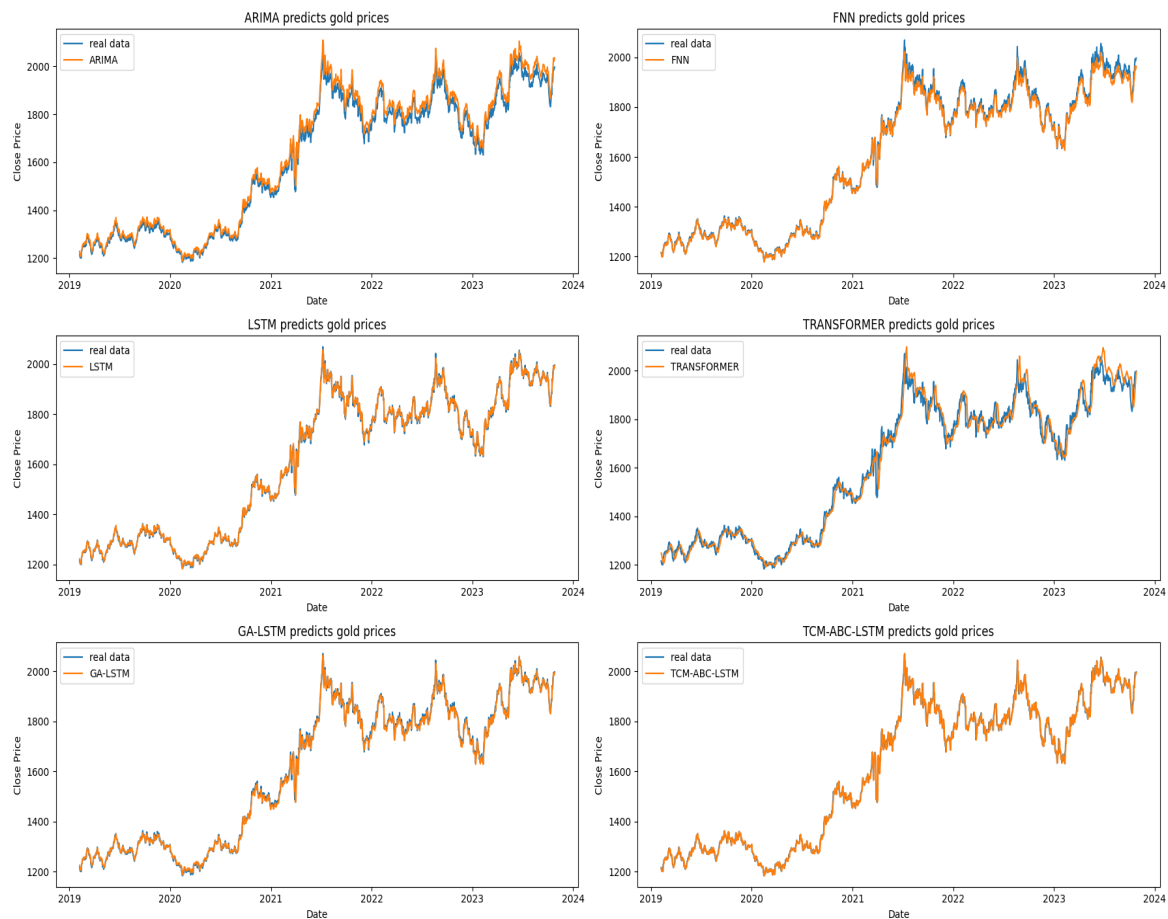 ARIMA predicts gold prices
real data
ARIMA
Close Price
2000
1800
1600
1400
1200
2019
2020
2021
2022
2023
2024
Date
FNN predicts gold prices
real data
FNN
Close Price
2000
1800
1600
1400
1200
2019
2020
2021
2022
2023
2024
Date
LSTM predicts gold prices
real data
LSTM
Close Price
2000
1800
1600
1400
1200
2019
2020
2021
2022
2023
2024
Date
TRANSFORMER predicts gold prices
real data
TRANSFORMER
Close Price
2000
1800
1600
1400
1200
2019
2020
2021
2022
2023
2024
Date
GA-LSTM predicts gold prices
real data
GA-LSTM
Close Price
2000
1800
1600
1400
1200
2019
2020
2021
2022
2023
2024
Date
TCM-ABC-LSTM predicts gold prices
real data
TCM-ABC-LSTM
Close Price
2000
1800
1600
1400
1200
2019
2020
2021
2022
2023
2024
Date